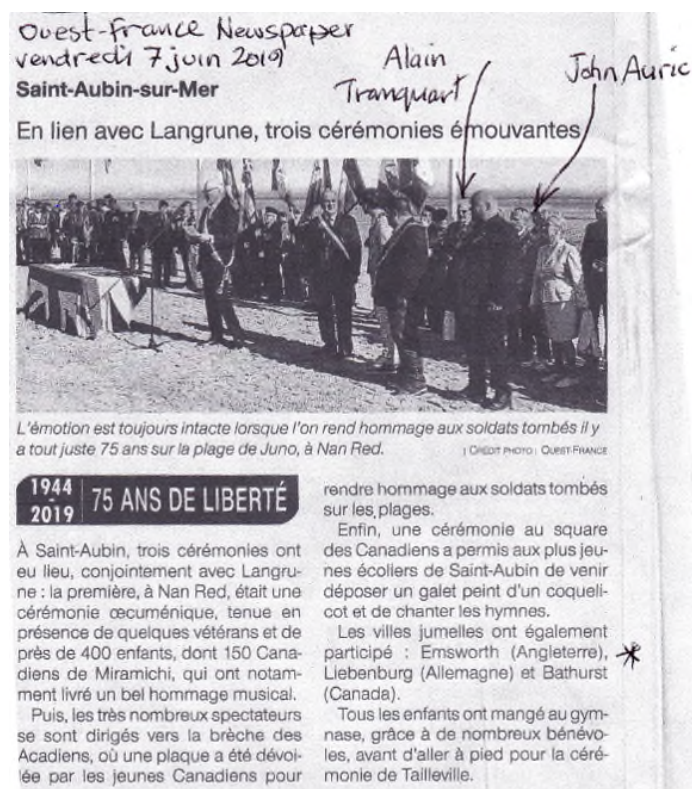 Ouest-France Newspaper
vendredi 7 juin 2019
Alain
Tranquart
John Auric
Saint-Aubin-sur-Mer
En lien avec Langrune, trois cérémonies émouvantes
L'émotion est toujours intacte lorsque l'on rend hommage aux soldats tombés il y
a tout juste 75 ans sur la plage de Juno, à Nan Red.
| CRÉDIT PHOTO : OUEST-FRANCE
1944
-
2019
75 ANS DE LIBERTÉ
À Saint-Aubin, trois cérémonies ont
eu lieu, conjointement avec Langru-
ne : la première, à Nan Red, était une
cérémonie œcuménique, tenue en
présence de quelques vétérans et de
près de 400 enfants, dont 150 Cana-
diens de Miramichi, qui ont notam-
ment livré un bel hommage musical.
Puis, les très nombreux spectateurs
se sont dirigés vers la brèche des
Acadiens, où une plaque a été dévoi-
lée par les jeunes Canadiens pour
rendre hommage aux soldats tombés
sur les plages.
Enfin, une cérémonie au square
des Canadiens a permis aux plus jeu-
nes écoliers de Saint-Aubin de venir
déposer un galet peint d'un coqueli-
cot et de chanter les hymnes.
Les villes jumelles ont également
participé : Emsworth (Angleterre), *
Liebenburg (Allemagne) et Bathurst
(Canada).
Tous les enfants ont mangé au gym-
nase, grâce à de nombreux bénévo-
les, avant d'aller à pied pour la céré-
monie de Tailleville.